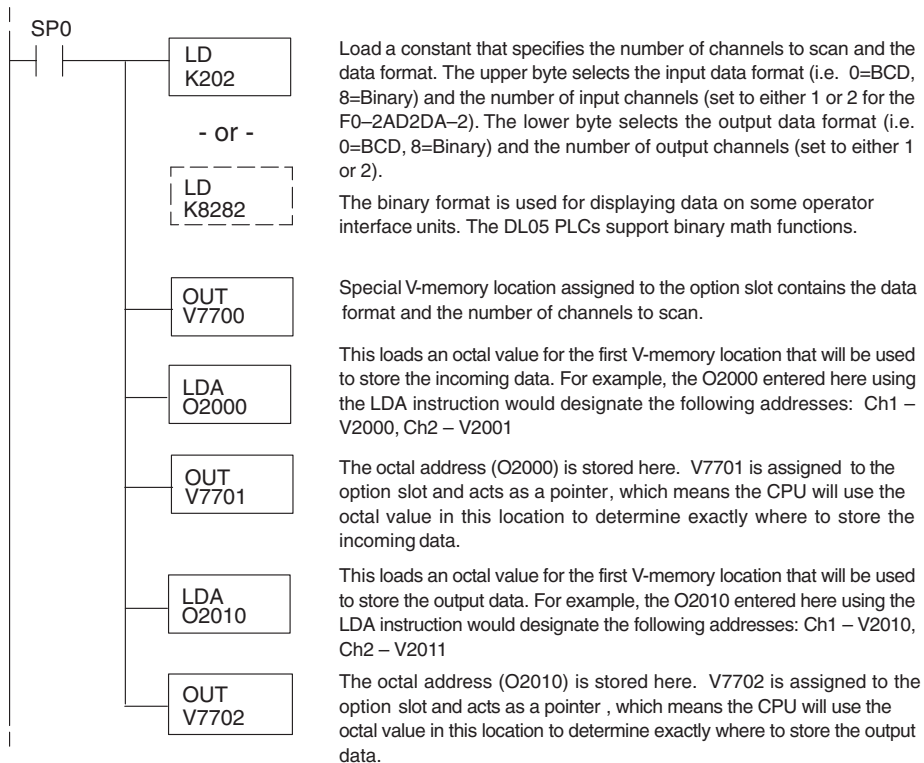 SP0
LD
K202
Load a constant that specifies the number of channels to scan and the
data format. The upper byte selects the input data format (i.e. 0=BCD,
8=Binary) and the number of input channels (set to either 1 or 2 for the
F0–2AD2DA–2). The lower byte selects the output data format (i.e.
0=BCD, 8=Binary) and the number of output channels (set to either 1
or 2).
- or -
LD
K8282
The binary format is used for displaying data on some operator
interface units. The DL05 PLCs support binary math functions.
OUT
V7700
Special V-memory location assigned to the option slot contains the data
format and the number of channels to scan.
LDA
O2000
This loads an octal value for the first V-memory location that will be used
to store the incoming data. For example, the O2000 entered here using
the LDA instruction would designate the following addresses: Ch1 –
V2000, Ch2 – V2001
OUT
V7701
The octal address (O2000) is stored here. V7701 is assigned to the
option slot and acts as a pointer, which means the CPU will use the
octal value in this location to determine exactly where to store the
incoming data.
LDA
O2010
This loads an octal value for the first V-memory location that will be used
to store the output data. For example, the O2010 entered here using the
LDA instruction would designate the following addresses: Ch1 – V2010,
Ch2 – V2011
OUT
V7702
The octal address (O2010) is stored here. V7702 is assigned to the
option slot and acts as a pointer , which means the CPU will use the
octal value in this location to determine exactly where to store the output
data.